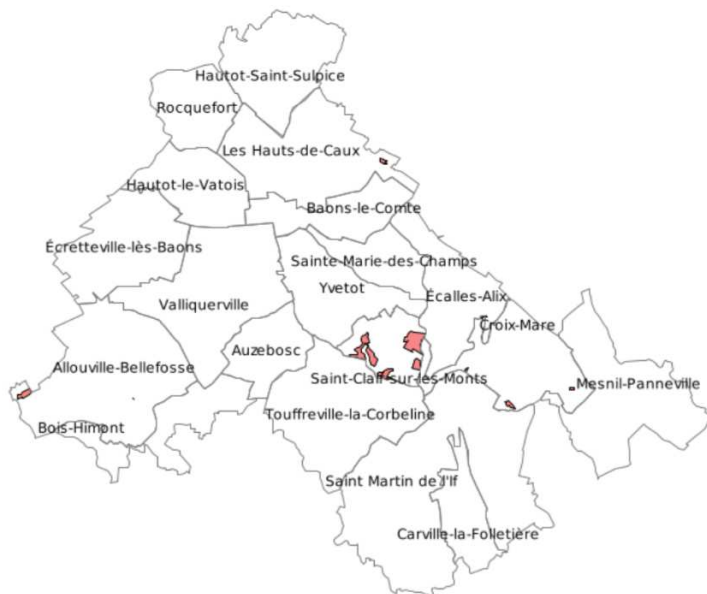 Hautot-Saint-Sulpice
Rocquefort
Les Hauts-de-Caux
Hautot-le-Vatois
Baons-le-Comte
Écretteville-lès-Baons
Sainte-Marie-des-Champs
Yvetot
Écalles-Alix
Valliquerville
Croix-Mare
Auzebosc
Allouville-Bellefosse
Saint-Clair-sur-les-Monts
Mesnil-Panneville
Touffreville-la-Corbeline
Bois-Himont
Saint Martin de l'If
Carville-la-Folletière